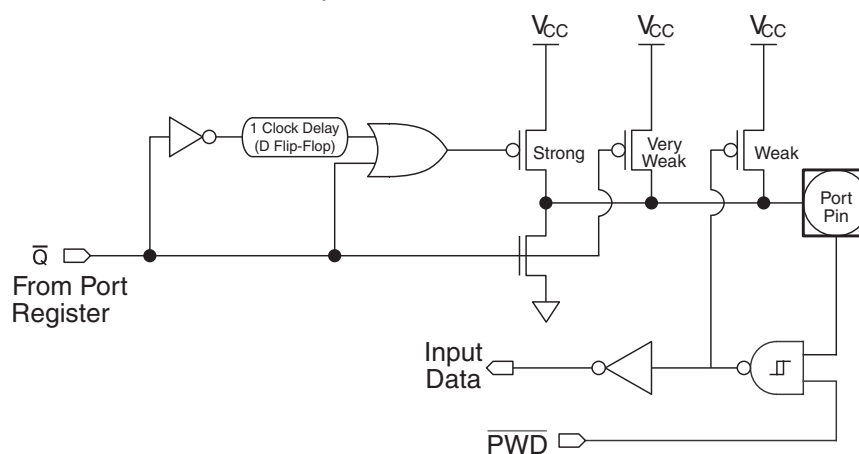 VCC
VCC
VCC
1 Clock Delay
(D Flip-Flop)
Strong
Very
Weak
Weak
Port
Pin
Q̅
From Port
Register
Input
Data
P̅W̅D̅